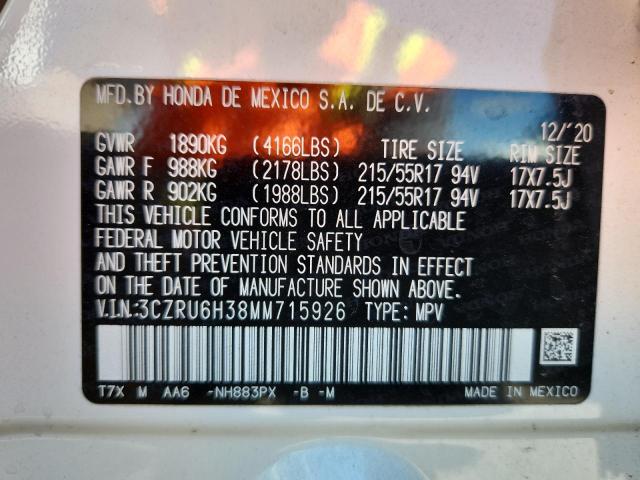 MFD.BY HONDA DE MEXICO S.A. DE C.V.
12/'20
GVWR 1890KG (4166LBS) TIRE SIZE RIM SIZE
GAWR F 988KG (2178LBS) 215/55R17 94V 17X7.5J
GAWR R 902KG (1988LBS) 215/55R17 94V 17X7.5J
THIS VEHICLE CONFORMS TO ALL APPLICABLE
FEDERAL MOTOR VEHICLE SAFETY
AND THEFT PREVENTION STANDARDS IN EFFECT
ON THE DATE OF MANUFACTURE SHOWN ABOVE.
V.I.N.:3CZRU6H38MM715926 TYPE: MPV
T7X M AA6 -NH883PX -B -M MADE IN MEXICO